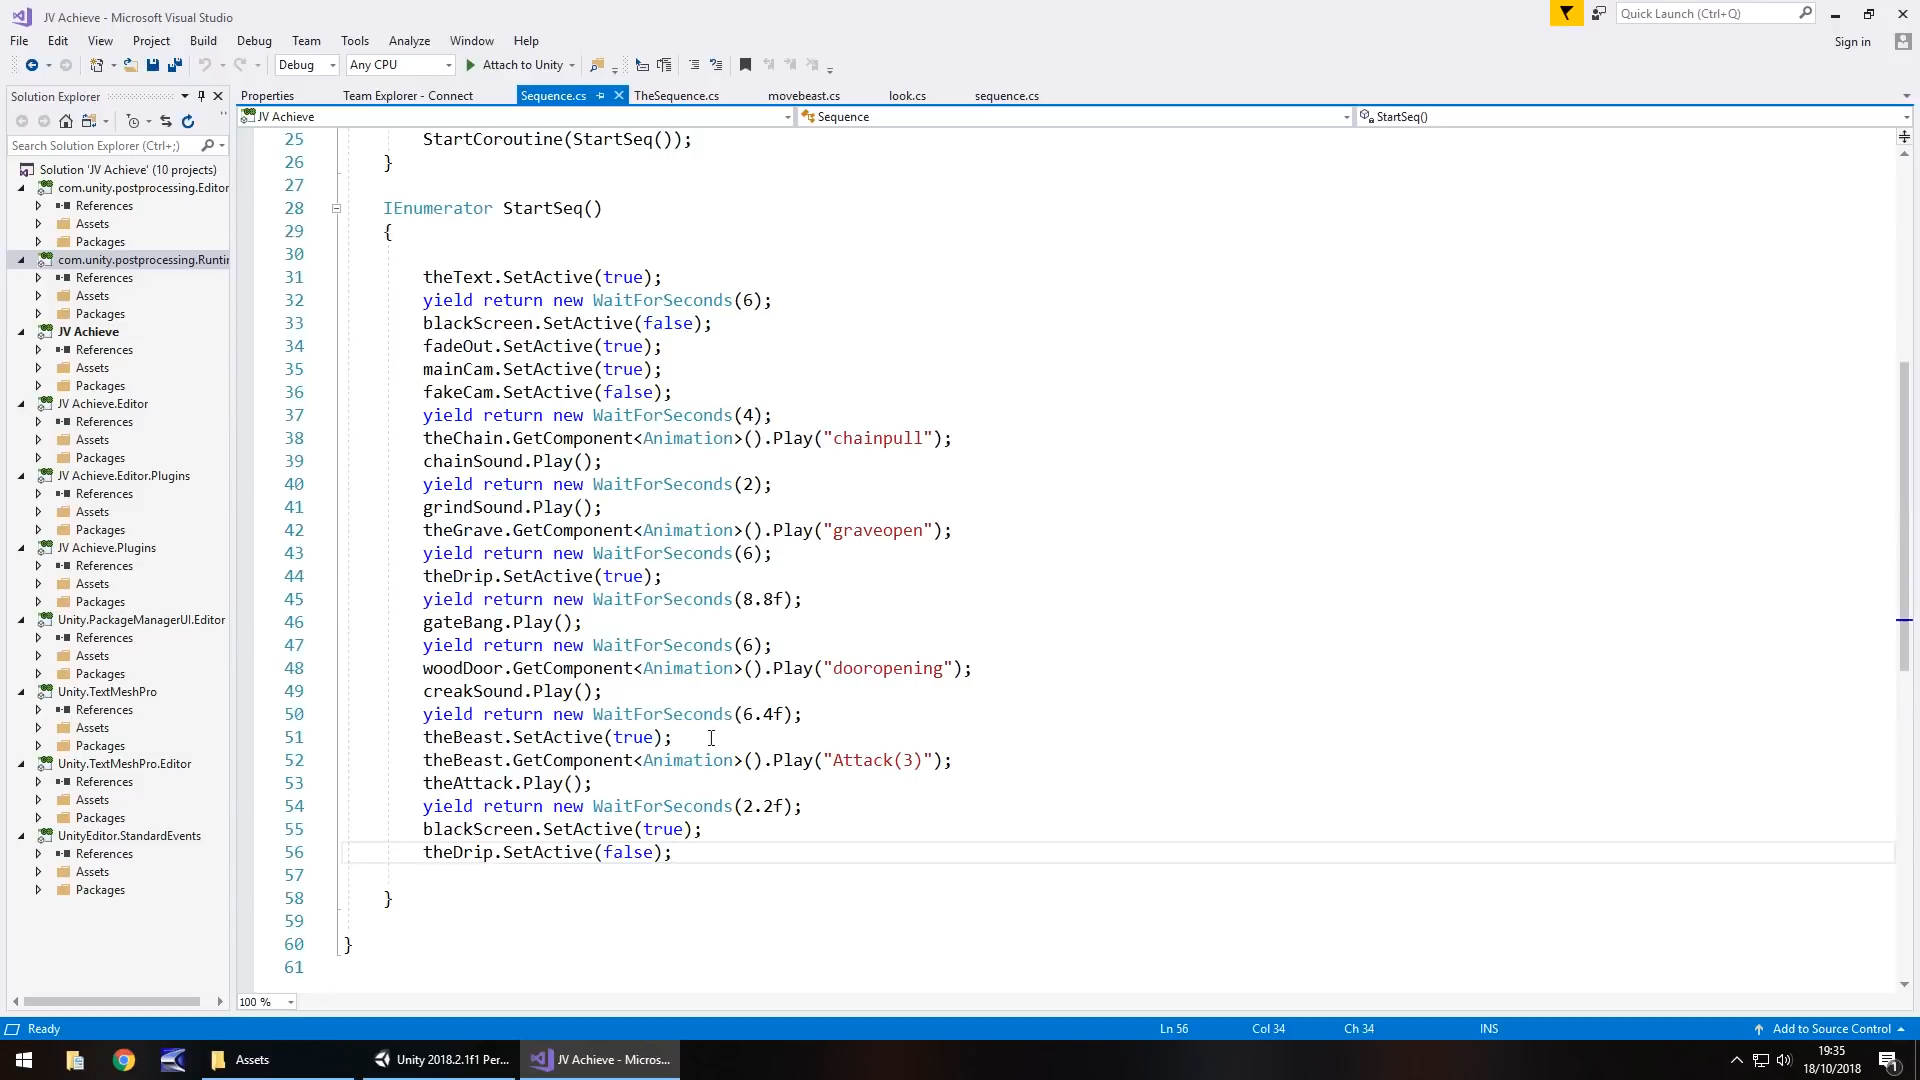 JV Achieve - Microsoft Visual Studio
Quick Launch (Ctrl+Q)
File Edit View Project Build Debug Team Tools Analyze Window Help
Sign in
Debug Any CPU Attach to Unity
Solution Explorer
Properties Team Explorer - Connect Sequence.cs TheSequence.cs movebeast.cs look.cs sequence.cs
JV Achieve Sequence StartSeq()
Search Solution Explorer (Ctrl+;)
Solution 'JV Achieve' (10 projects)
com.unity.postprocessing.Editor
References
Assets
Packages
com.unity.postprocessing.Runtin
References
Assets
Packages
JV Achieve
References
Assets
Packages
JV Achieve.Editor
References
Assets
Packages
JV Achieve.Editor.Plugins
References
Assets
Packages
JV Achieve.Plugins
References
Assets
Packages
Unity.PackageManagerUI.Editor
References
Assets
Packages
Unity.TextMeshPro
References
Assets
Packages
Unity.TextMeshPro.Editor
References
Assets
Packages
UnityEditor.StandardEvents
References
Assets
Packages
25 StartCoroutine(StartSeq());
26 }
27
28 IEnumerator StartSeq()
29 {
30
31 theText.SetActive(true);
32 yield return new WaitForSeconds(6);
33 blackScreen.SetActive(false);
34 fadeOut.SetActive(true);
35 mainCam.SetActive(true);
36 fakeCam.SetActive(false);
37 yield return new WaitForSeconds(4);
38 theChain.GetComponent<Animation>().Play("chainpull");
39 chainSound.Play();
40 yield return new WaitForSeconds(2);
41 grindSound.Play();
42 theGrave.GetComponent<Animation>().Play("graveopen");
43 yield return new WaitForSeconds(6);
44 theDrip.SetActive(true);
45 yield return new WaitForSeconds(8.8f);
46 gateBang.Play();
47 yield return new WaitForSeconds(6);
48 woodDoor.GetComponent<Animation>().Play("dooropening");
49 creakSound.Play();
50 yield return new WaitForSeconds(6.4f);
51 theBeast.SetActive(true);
52 theBeast.GetComponent<Animation>().Play("Attack(3)");
53 theAttack.Play();
54 yield return new WaitForSeconds(2.2f);
55 blackScreen.SetActive(true);
56 theDrip.SetActive(false);
57
58 }
59
60 }
61
100 %
Ready Ln 56 Col 34 Ch 34 INS Add to Source Control
Assets Unity 2018.2.1f1 Per... JV Achieve - Micros...
19:35
18/10/2018
1